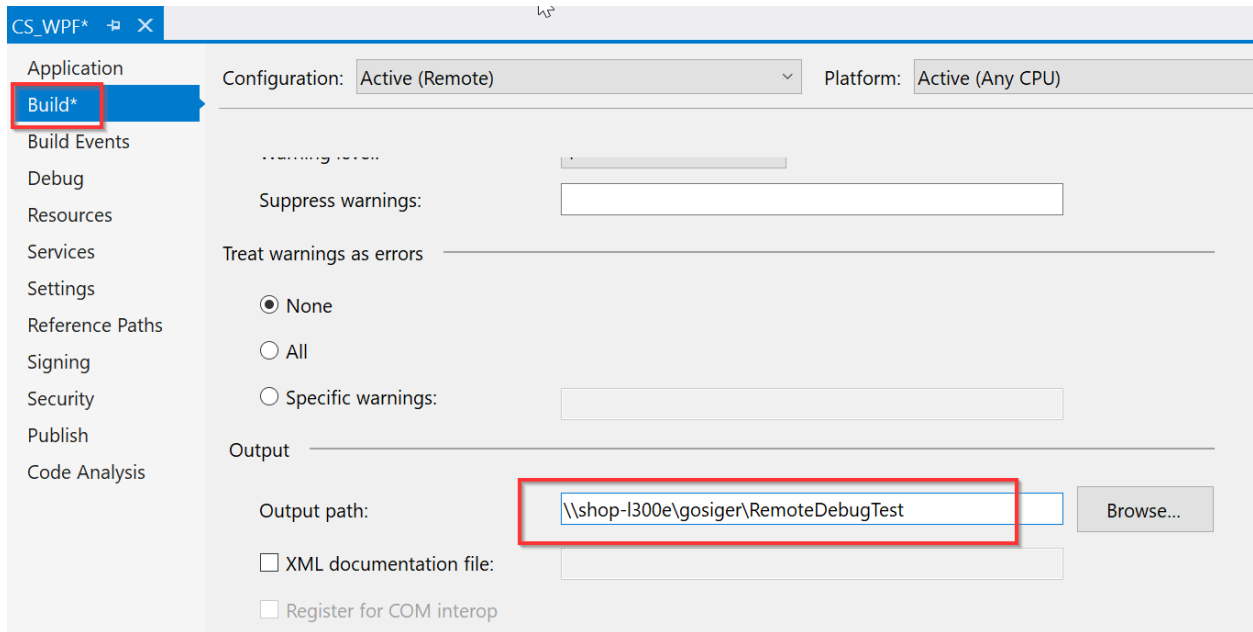 CS_WPF*
Application
Configuration: Active (Remote) Platform: Active (Any CPU)
Build*
Build Events
Debug
Suppress warnings:
Resources
Services
Treat warnings as errors
Settings
None
Reference Paths
All
Signing
Security
Specific warnings:
Publish
Output
Code Analysis
Output path: \\shop-l300e\gosiger\RemoteDebugTest Browse...
XML documentation file:
Register for COM interop